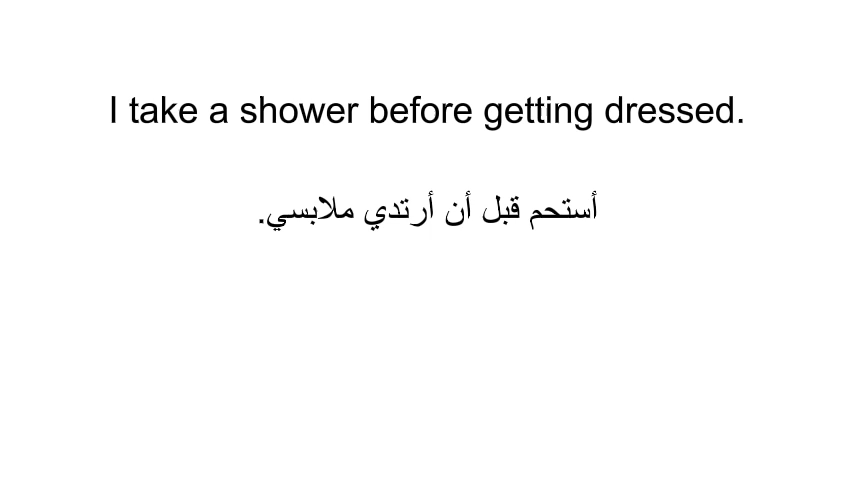 I take a shower before getting dressed.
أستحم قبل أن أرتدي ملابسي.